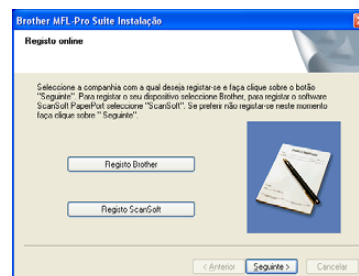 Brother MFL-Pro Suite Instalação
Registo online
Seleccione a companhia com a qual deseja registar-se e faça clique sobre o botão
"Seguinte". Para registar o seu dispositivo seleccione Brother, para registar o software
ScanSoft PaperPort seleccione "ScanSoft". Se preferir não registar-se neste momento
faça clique sobre " Seguinte".
Registo Brother
Registo ScanSoft
< Anterior
Seguinte >
Cancelar